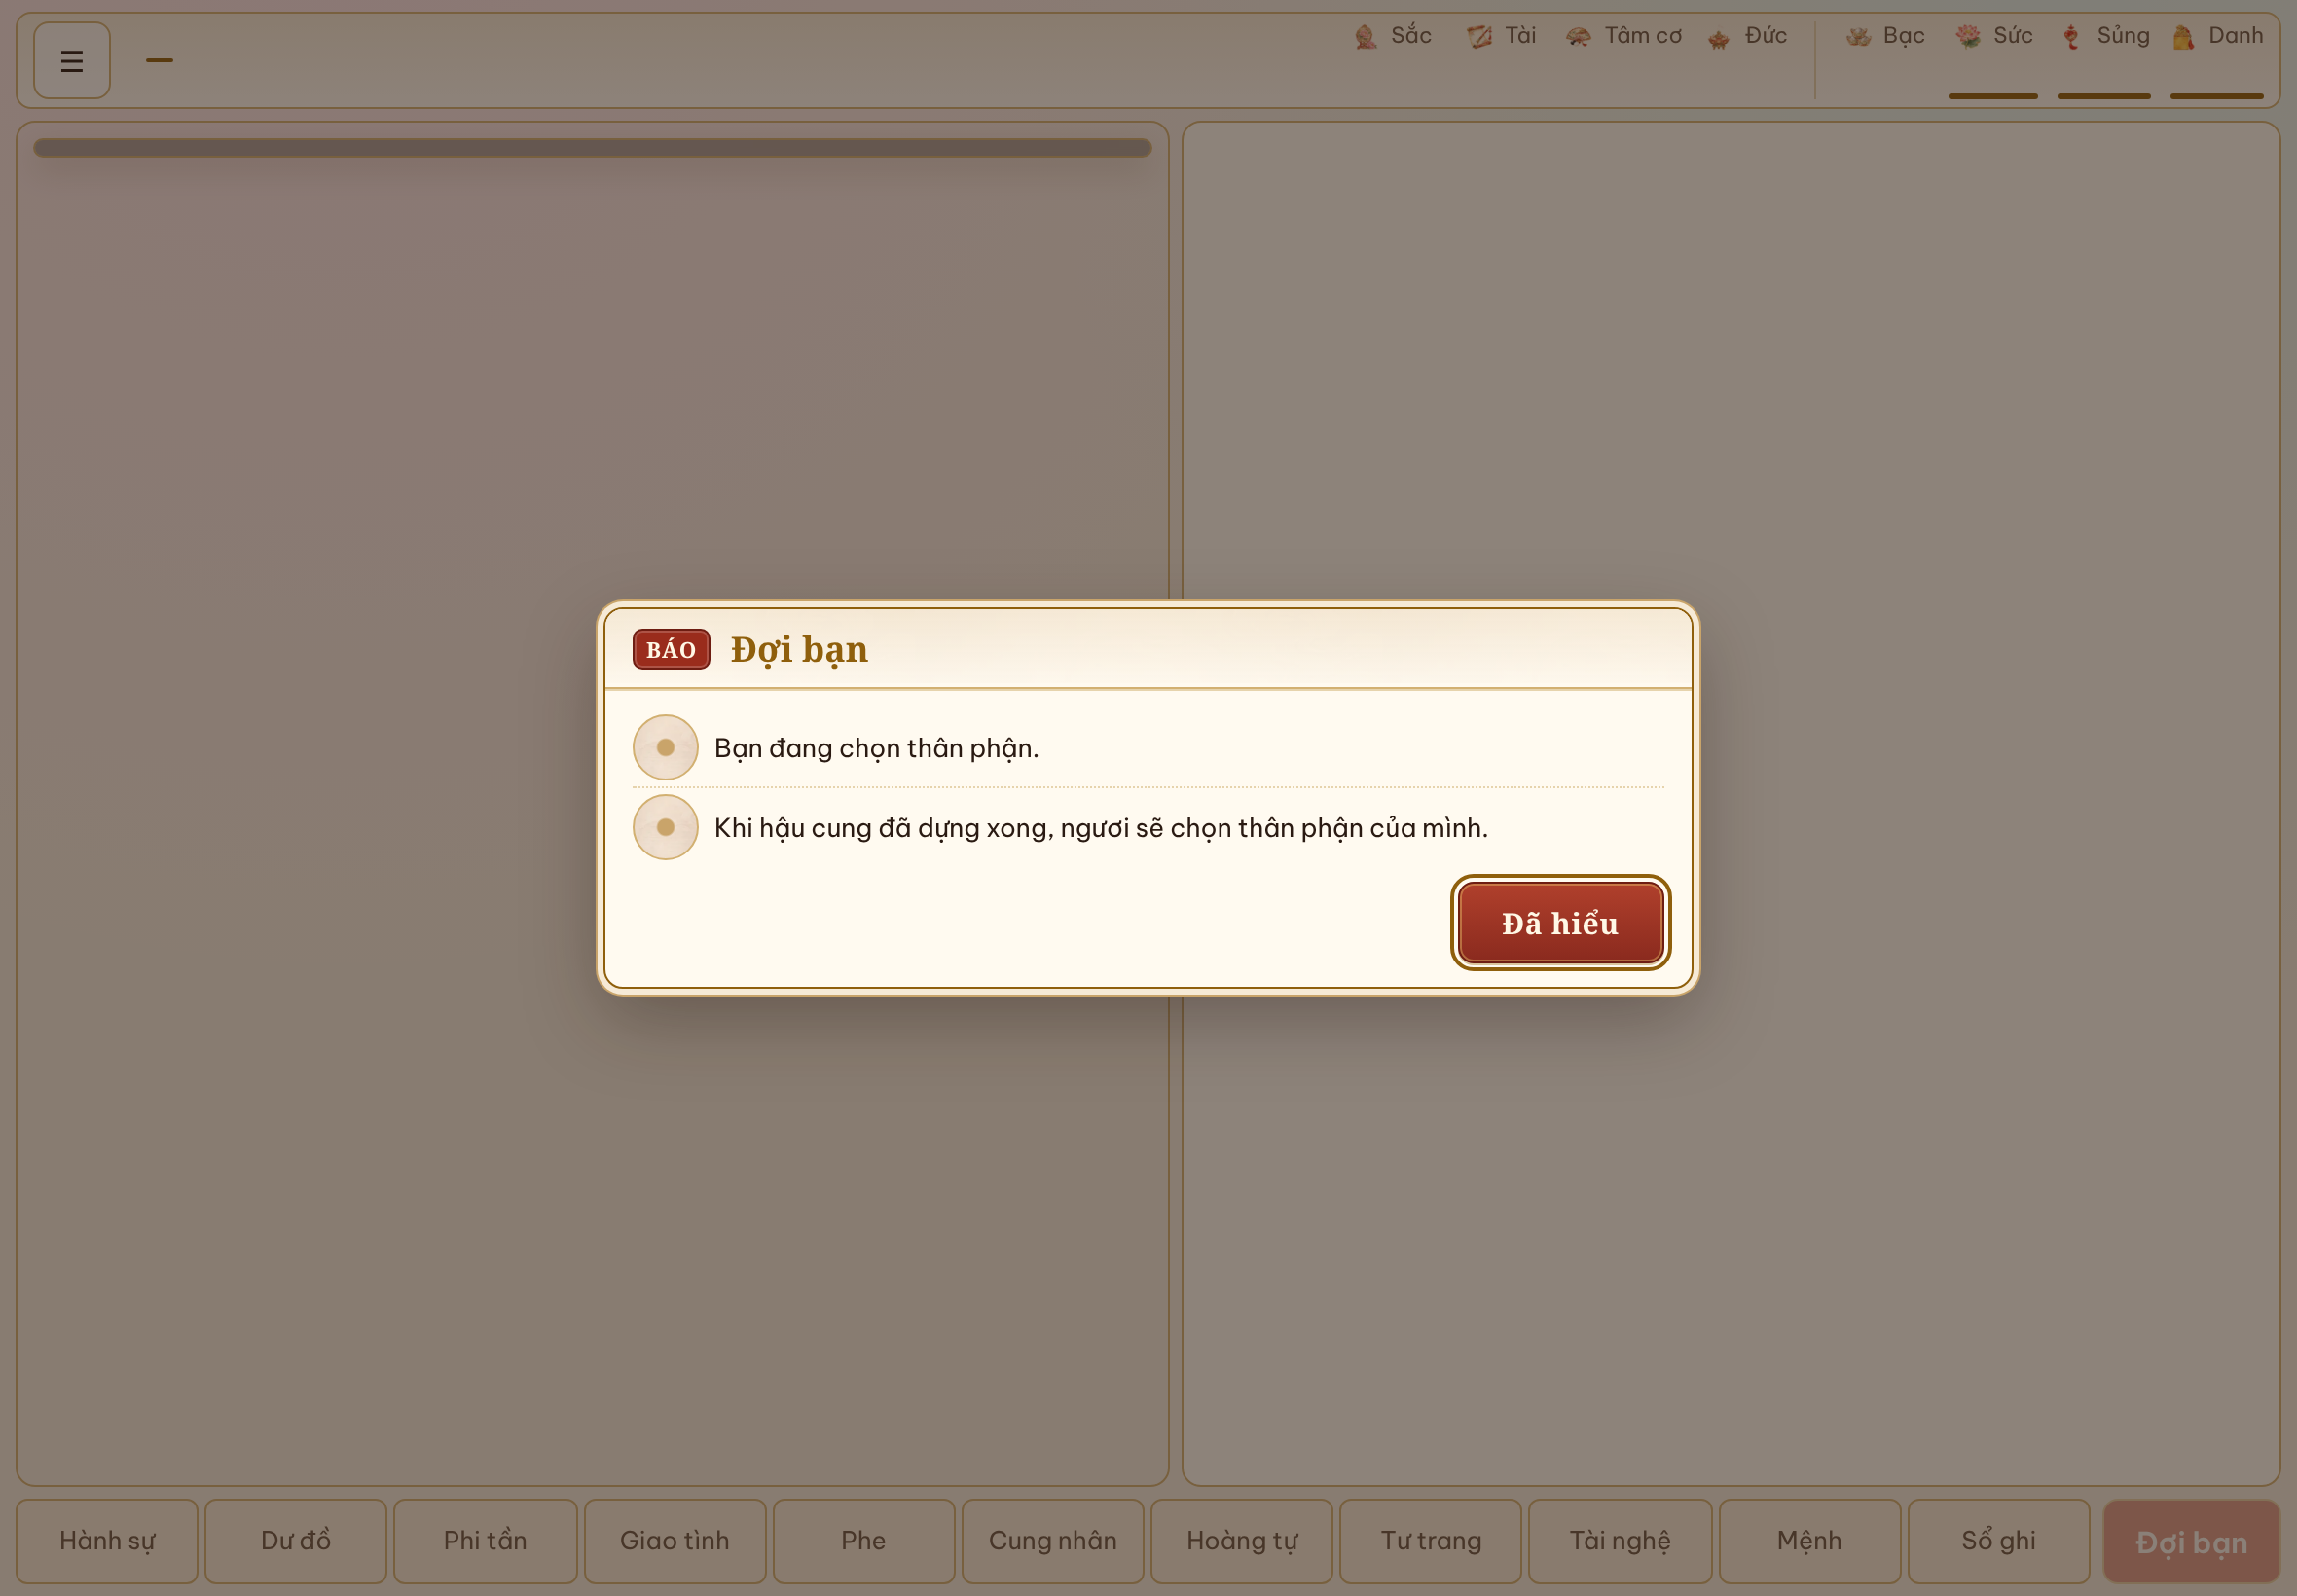 ☰
—
Sắc
Tài
Tâm cơ
Đức
Bạc
Sức
Sủng
Danh
BÁO
Đợi bạn
Bạn đang chọn thân phận.
Khi hậu cung đã dựng xong, ngươi sẽ chọn thân phận của mình.
Đã hiểu
Hành sự
Dư đồ
Phi tần
Giao tình
Phe
Cung nhân
Hoàng tự
Tư trang
Tài nghệ
Mệnh
Sổ ghi
Đợi bạn